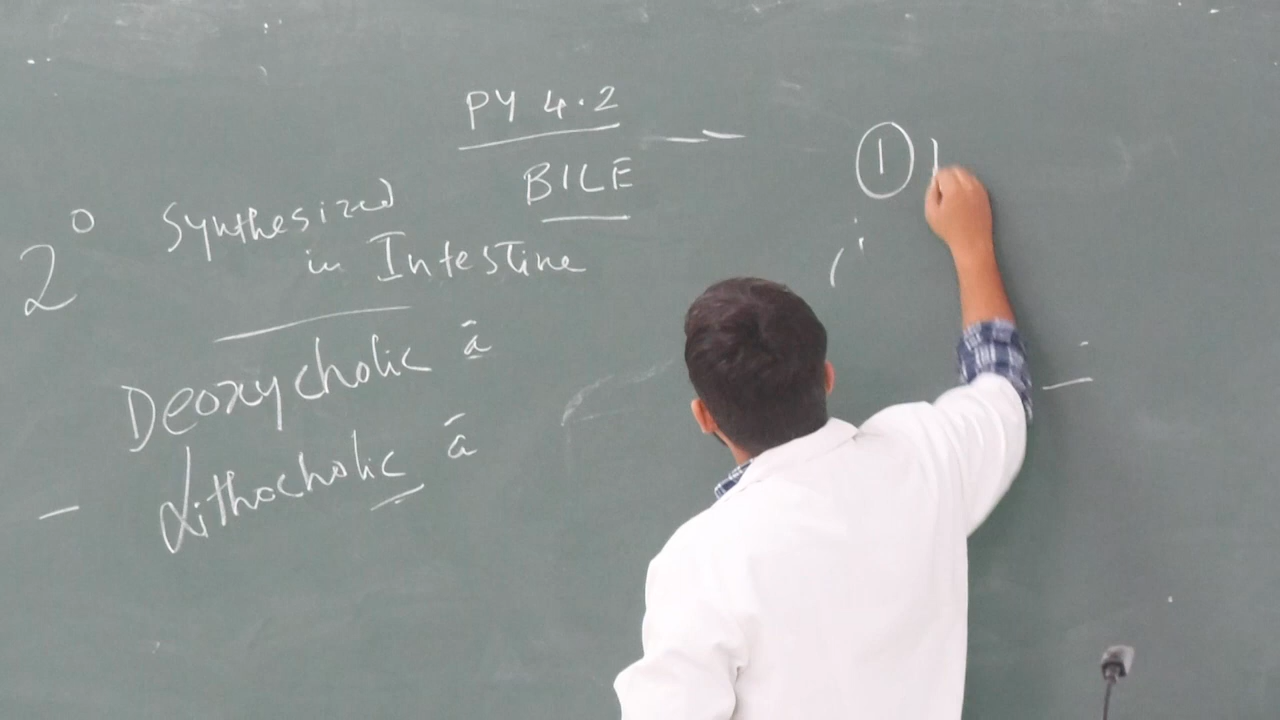 PY 4.2
BILE
2° Synthesized
in Intestine
Deoxycholic ā
Lithocholic ā
①